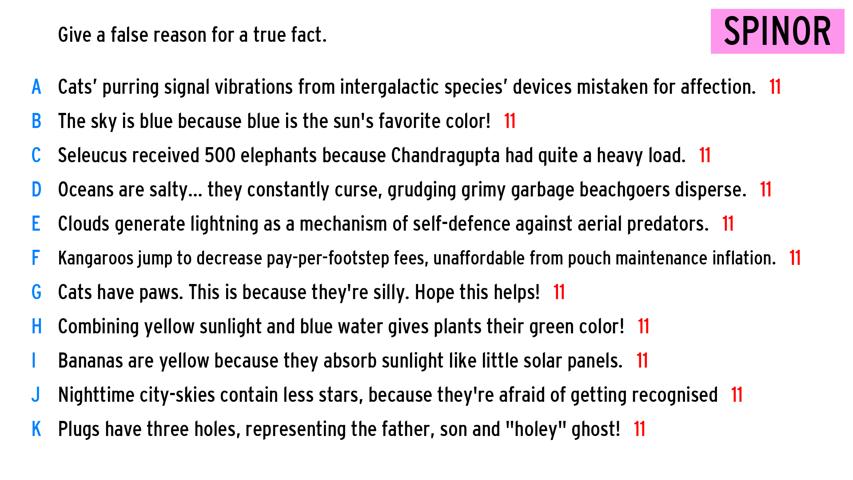 Give a false reason for a true fact.
SPINOR
A Cats' purring signal vibrations from intergalactic species' devices mistaken for affection. 11
B The sky is blue because blue is the sun's favorite color! 11
C Seleucus received 500 elephants because Chandragupta had quite a heavy load. 11
D Oceans are salty... they constantly curse, grudging grimy garbage beachgoers disperse. 11
E Clouds generate lightning as a mechanism of self-defence against aerial predators. 11
F Kangaroos jump to decrease pay-per-footstep fees, unaffordable from pouch maintenance inflation. 11
G Cats have paws. This is because they're silly. Hope this helps! 11
H Combining yellow sunlight and blue water gives plants their green color! 11
I Bananas are yellow because they absorb sunlight like little solar panels. 11
J Nighttime city-skies contain less stars, because they're afraid of getting recognised 11
K Plugs have three holes, representing the father, son and "holey" ghost! 11